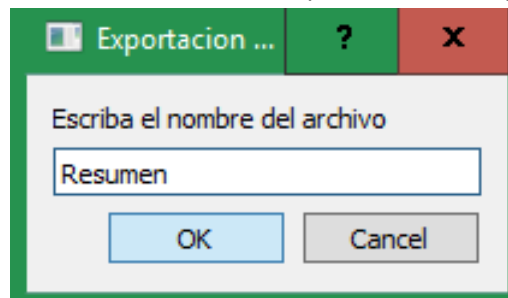 Exportacion ... ? x
Escriba el nombre del archivo
Resumen
OK Cancel